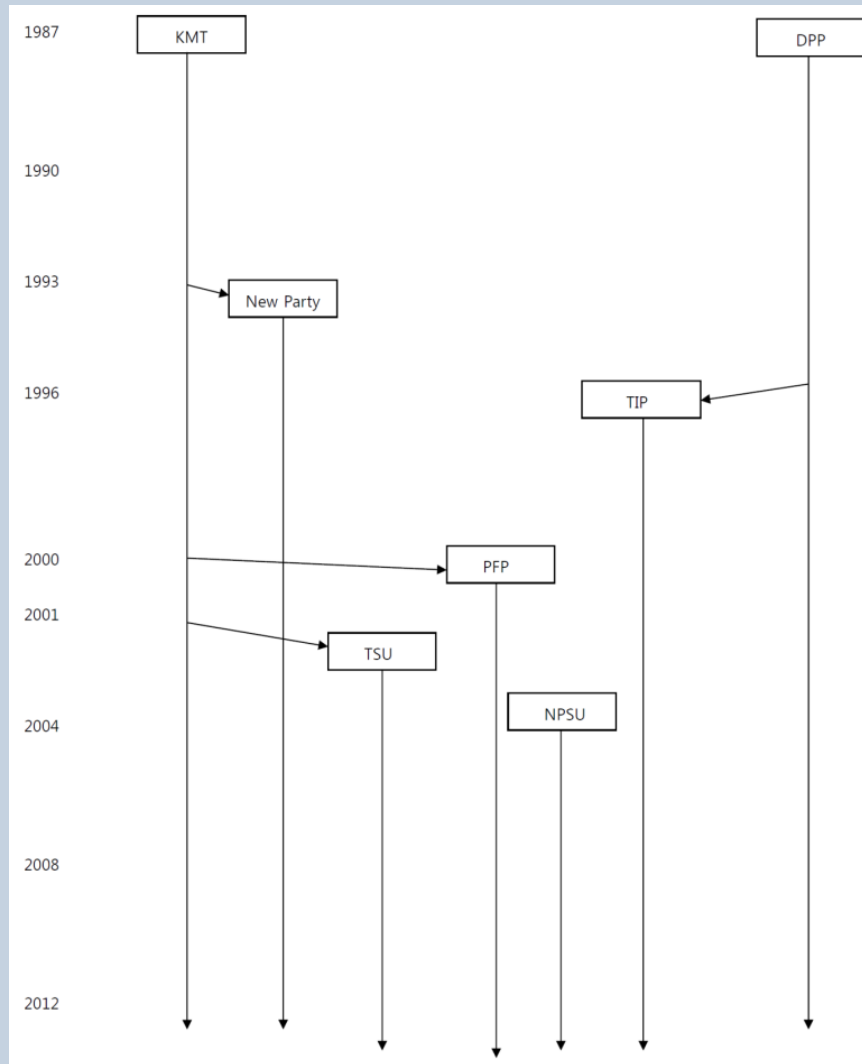 1987
KMT
DPP
1990
1993
New Party
1996
TIP
2000
PFP
2001
TSU
NPSU
2004
2008
2012